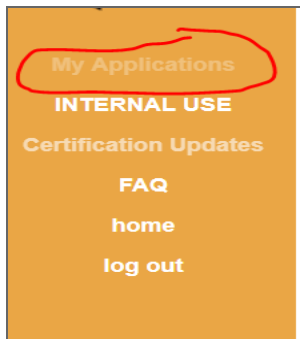 My Applications
INTERNAL USE
Certification Updates
FAQ
home
log out